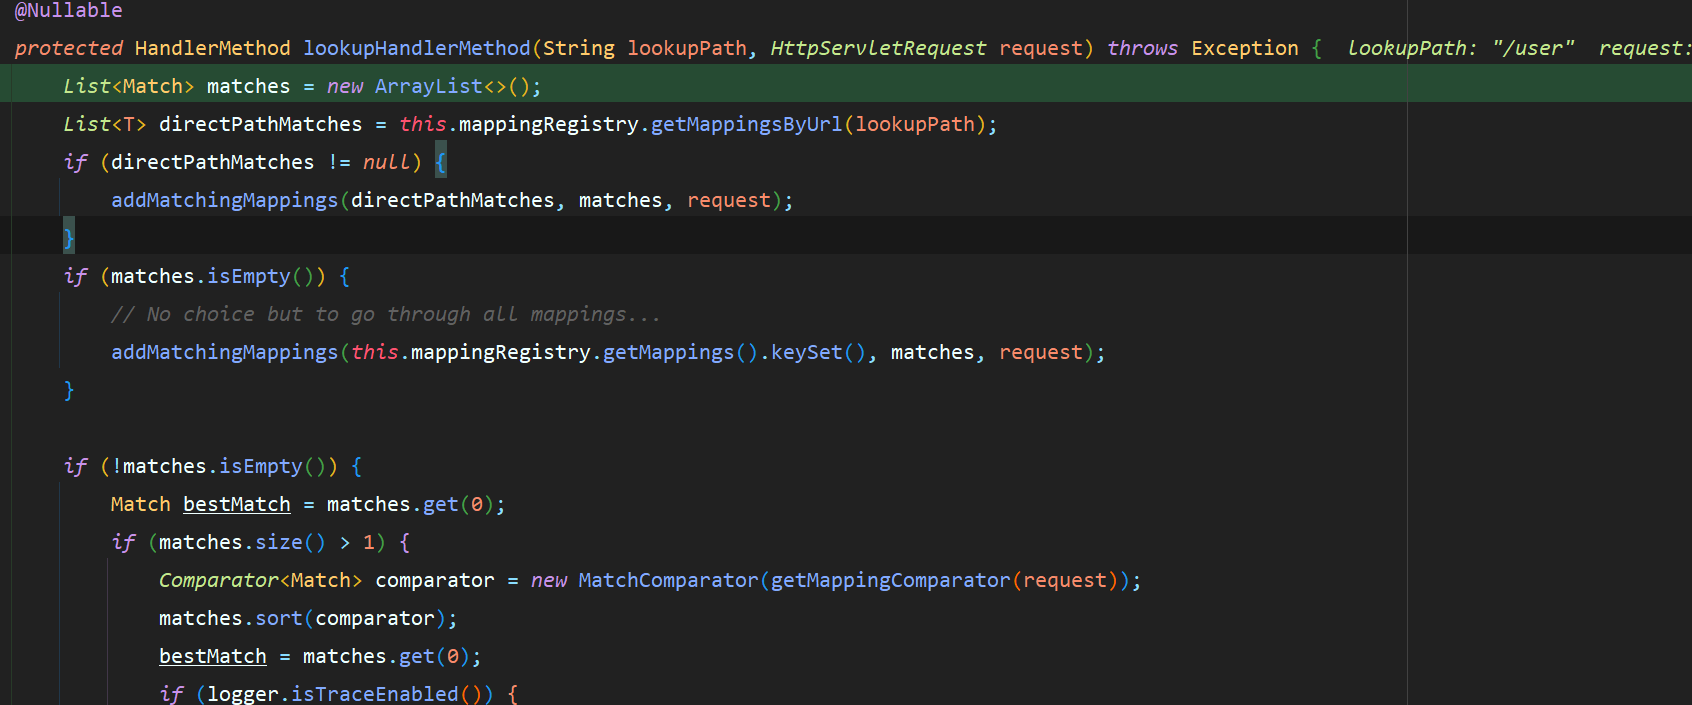 @Nullable
protected HandlerMethod lookupHandlerMethod(String lookupPath, HttpServletRequest request) throws Exception {  lookupPath: "/user"  request:
    List<Match> matches = new ArrayList<>();
    List<T> directPathMatches = this.mappingRegistry.getMappingsByUrl(lookupPath);
    if (directPathMatches != null) {
        addMatchingMappings(directPathMatches, matches, request);
    }
    if (matches.isEmpty()) {
        // No choice but to go through all mappings...
        addMatchingMappings(this.mappingRegistry.getMappings().keySet(), matches, request);
    }
    if (!matches.isEmpty()) {
        Match bestMatch = matches.get(0);
        if (matches.size() > 1) {
            Comparator<Match> comparator = new MatchComparator(getMappingComparator(request));
            matches.sort(comparator);
            bestMatch = matches.get(0);
            if (logger.isTraceEnabled()) {